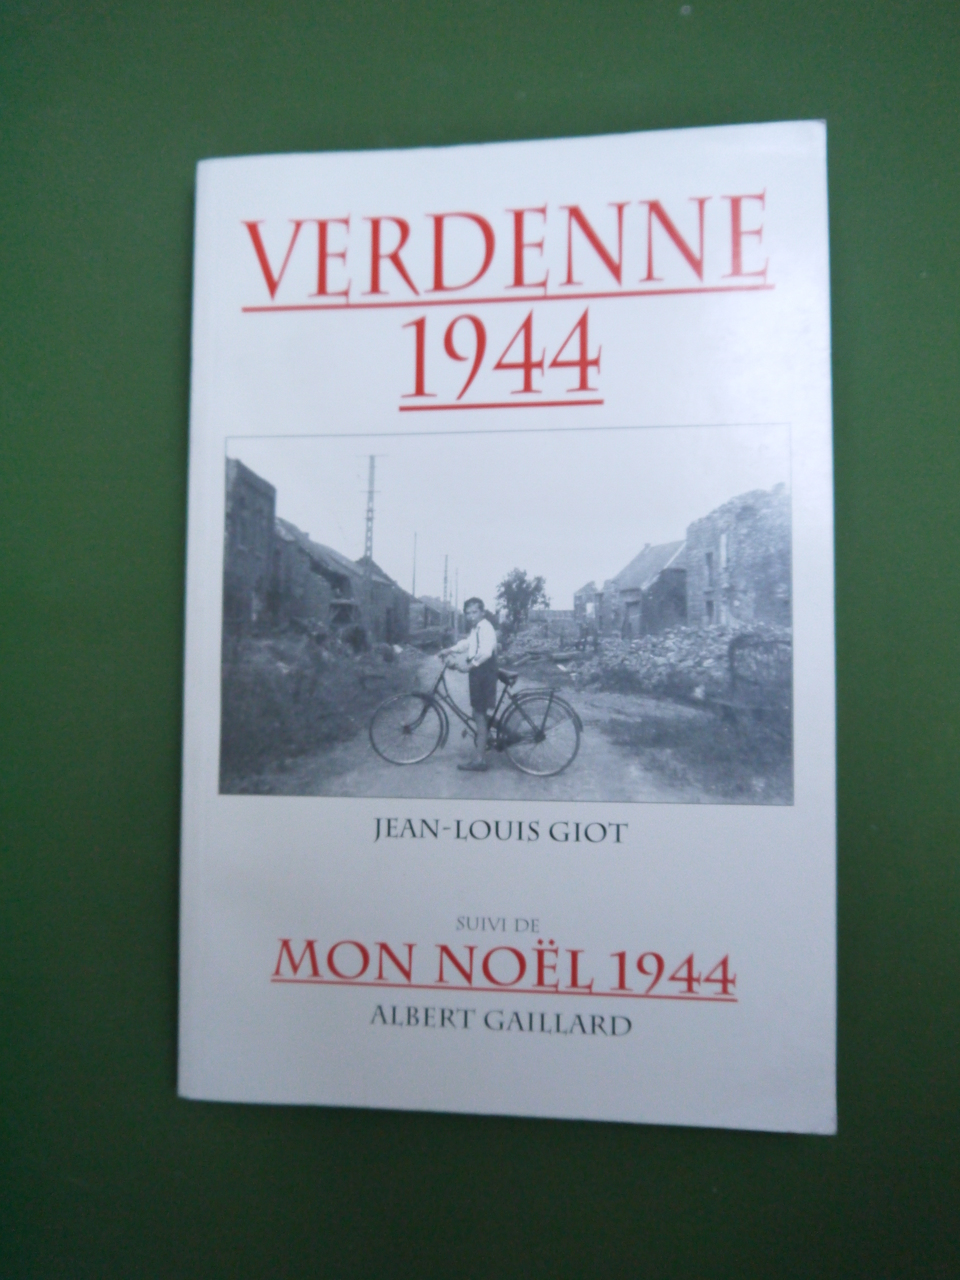 VERDENNE
1944
JEAN-LOUIS GIOT
SUIVI DE
MON NOËL 1944
ALBERT GAILLARD